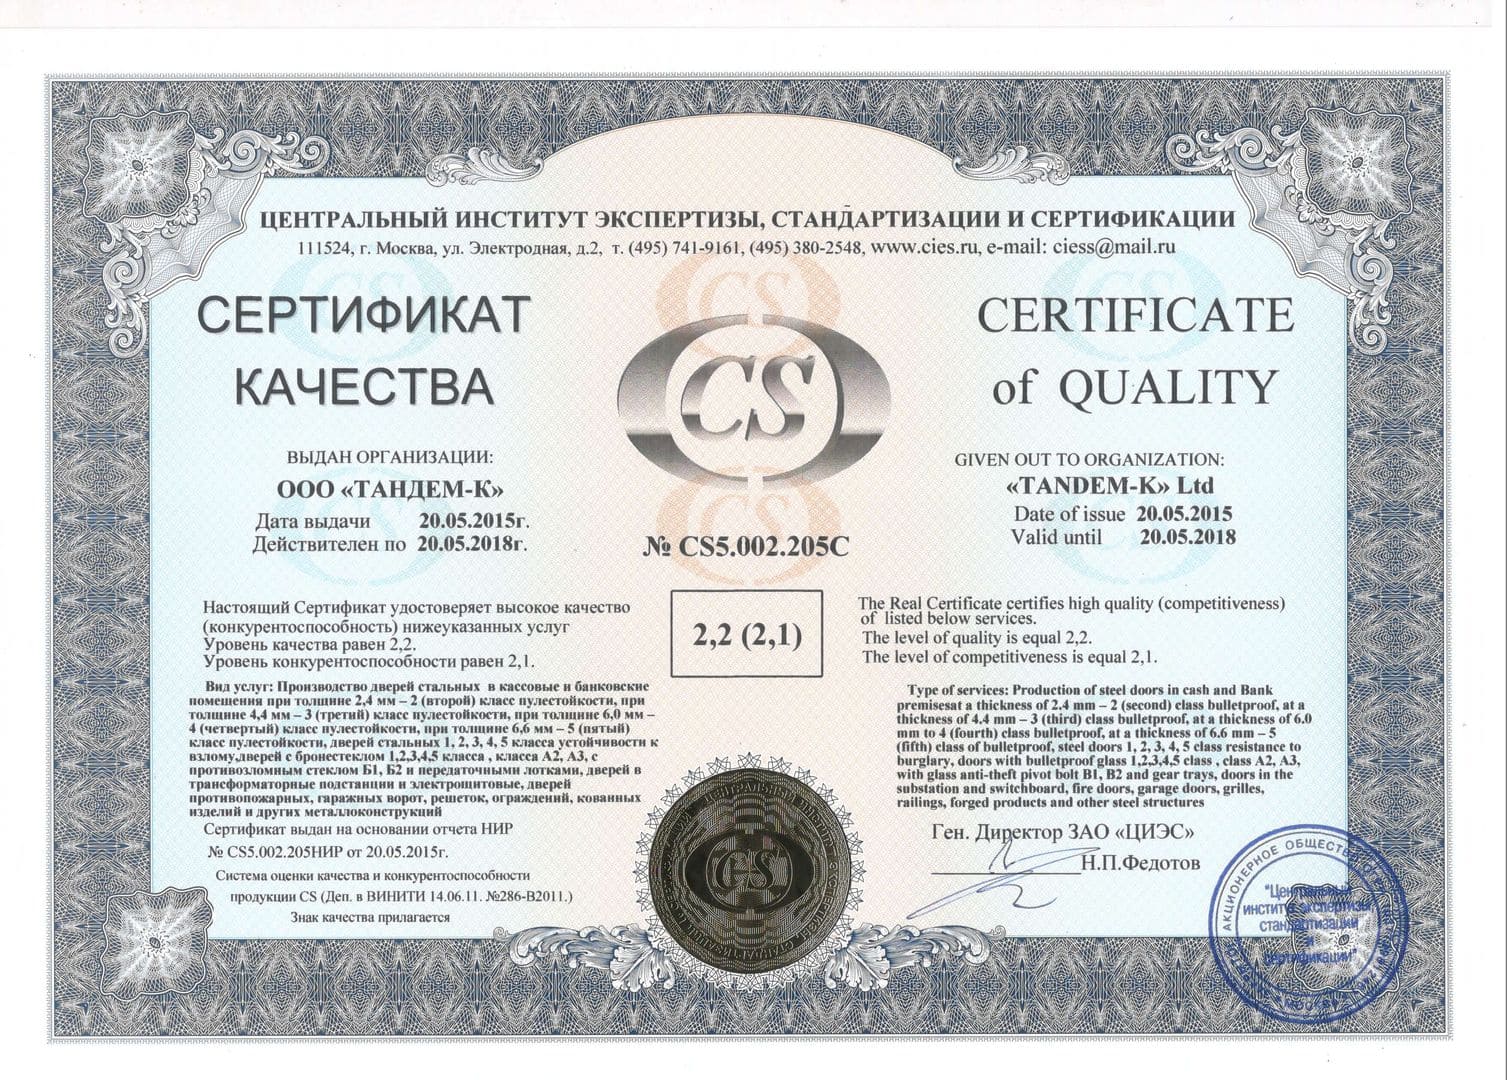 ЦЕНТРАЛЬНЫЙ ИНСТИТУТ ЭКСПЕРТИЗЫ, СТАНДАРТИЗАЦИИ И СЕРТИФИКАЦИИ
111524, г. Москва, ул. Электродная, д.2, т. (495) 741-9161, (495) 380-2548, www.cies.ru, e-mail: ciess@mail.ru
СЕРТИФИКАТ
КАЧЕСТВА
ВЫДАН ОРГАНИЗАЦИИ:
ООО «ТАНДЕМ-К»
Дата выдачи 20.05.2015г.
Действителен по 20.05.2018г.
CS
№ CS5.002.205С
2,2 (2,1)
CERTIFICATE
of QUALITY
GIVEN OUT TO ORGANIZATION:
«TANDEM-K» Ltd
Date of issue 20.05.2015
Valid until 20.05.2018
Настоящий Сертификат удостоверяет высокое качество
(конкурентоспособность) нижеуказанных услуг
Уровень качества равен 2,2.
Уровень конкурентоспособности равен 2,1.
Вид услуг: Производство дверей стальных в кассовые и банковские
помещения при толщине 2,4 мм – 2 (второй) класс пулестойкости, при
толщине 4,4 мм – 3 (третий) класс пулестойкости, при толщине 6,0 мм –
4 (четвертый) класс пулестойкости, при толщине 6,6 мм – 5 (пятый)
класс пулестойкости, дверей стальных 1, 2, 3, 4, 5 класса устойчивости к
взлому,дверей с бронестеклом 1,2,3,4,5 класса , класса А2, А3, с
противозломным стеклом Б1, Б2 и передаточными лотками, дверей в
трансформаторные подстанции и электрощитовые, дверей
противопожарных, гаражных ворот, решеток, ограждений, кованных
изделий и других металлоконструкций
Сертификат выдан на основании отчета НИР
№ CS5.002.205НИР от 20.05.2015г.
Система оценки качества и конкурентоспособности
продукции CS (Деп. в ВИНИТИ 14.06.11. №286-В2011.)
Знак качества прилагается
The Real Certificate certifies high quality (competitiveness)
of listed below services.
The level of quality is equal 2,2.
The level of competitiveness is equal 2,1.
Type of services: Production of steel doors in cash and Bank
premisesat a thickness of 2.4 mm – 2 (second) class bulletproof, at a
thickness of 4.4 mm – 3 (third) class bulletproof, at a thickness of 6.0
mm to 4 (fourth) class bulletproof, at a thickness of 6.6 mm – 5
(fifth) class of bulletproof, steel doors 1, 2, 3, 4, 5 class resistance to
burglary, doors with bulletproof glass 1,2,3,4,5 class , class A2, A3,
with glass anti-theft pivot bolt B1, B2 and gear trays, doors in the
substation and switchboard, fire doors, garage doors, grilles,
railings, forged products and other steel structures
Ген. Директор ЗАО «ЦИЭС»
Н.П.Федотов
CS
АКЦИОНЕРНОЕ ОБЩЕСТВО
"Центральный
институт экспертизы
стандартизации
и
сертификации"
МОСКВА